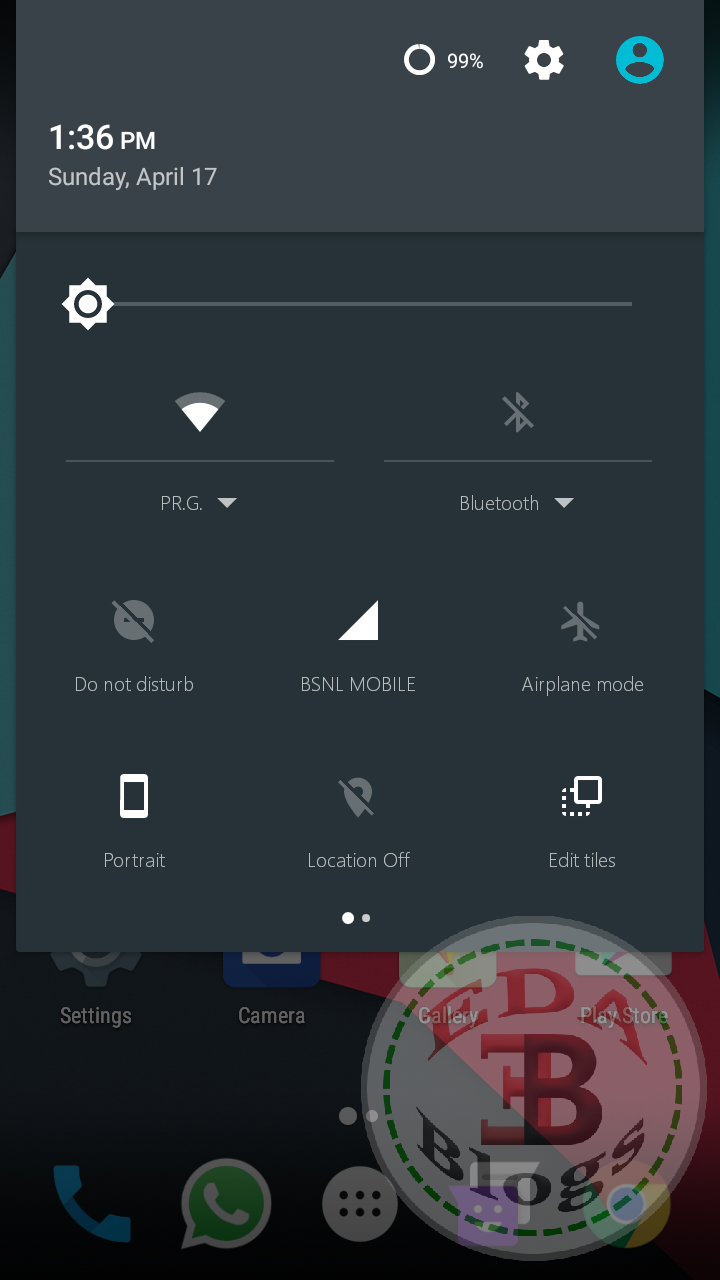 99%
1:36 PM
Sunday, April 17
PR.G.
Bluetooth
Do not disturb
BSNL MOBILE
Airplane mode
Portrait
Location Off
Edit tiles
Settings
Camera
Gallery
Play Store
EDA
EB
Blogs